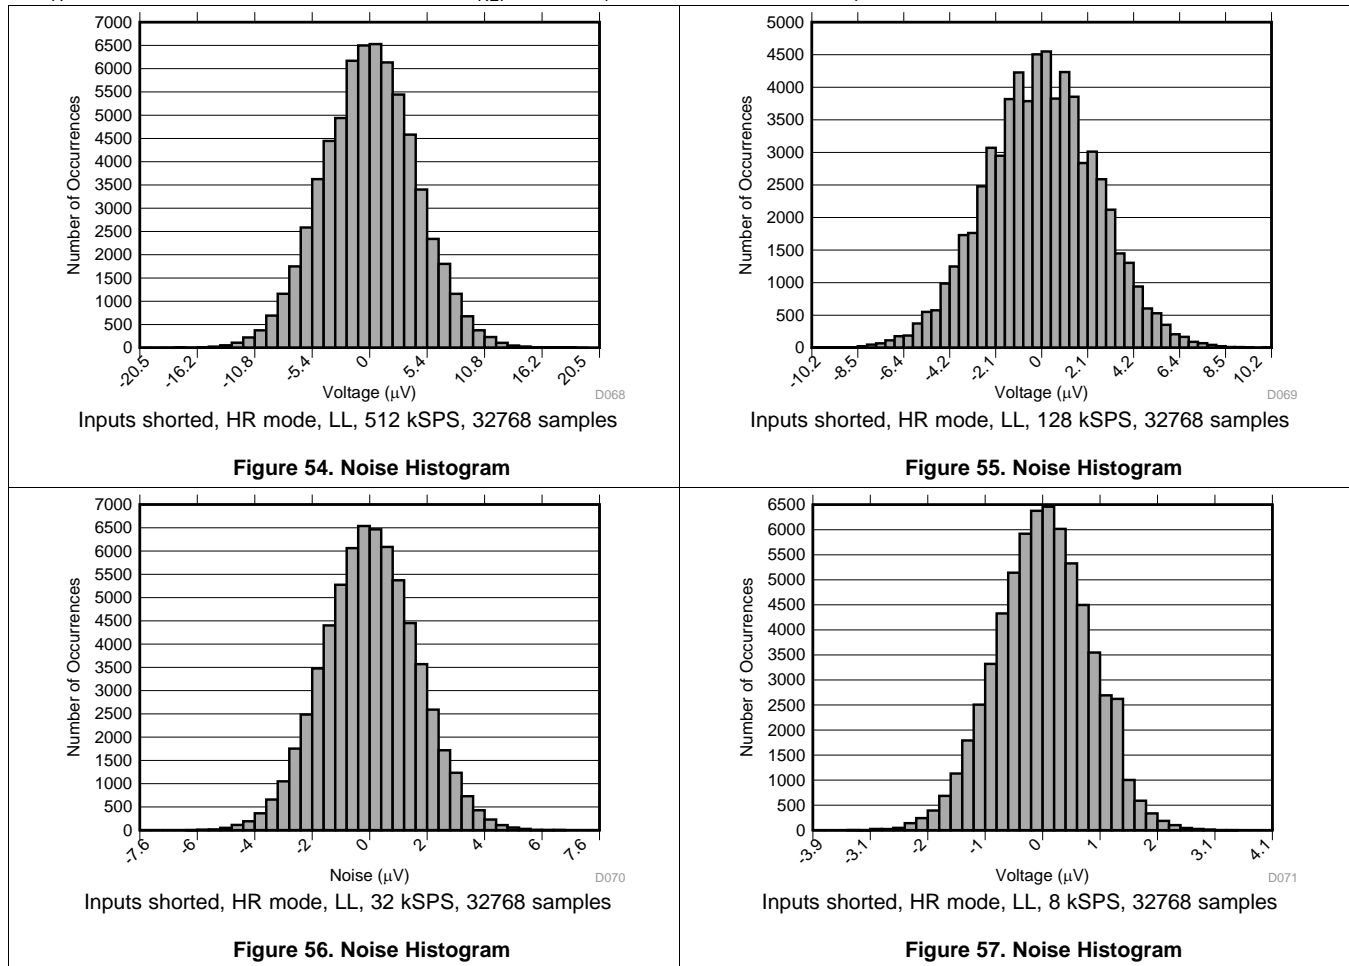 7000
6500
6000
5500
5000
4500
4000
3500
3000
2500
2000
1500
1000
500
0
Number of Occurrences
-20.5 -16.2 -10.8 -5.4 0 5.4 10.8 16.2 20.5
Voltage (µV)
D068
Inputs shorted, HR mode, LL, 512 kSPS, 32768 samples
Figure 54. Noise Histogram
5000
4500
4000
3500
3000
2500
2000
1500
1000
500
0
Number of Occurrences
-10.2 -8.5 -6.4 -4.2 -2.1 0 2.1 4.2 6.4 8.5 10.2
Voltage (µV)
D069
Inputs shorted, HR mode, LL, 128 kSPS, 32768 samples
Figure 55. Noise Histogram
7000
6500
6000
5500
5000
4500
4000
3500
3000
2500
2000
1500
1000
500
0
Number of Occurrences
-7.6 -6 -4 -2 0 2 4 6 7.6
Noise (µV)
D070
Inputs shorted, HR mode, LL, 32 kSPS, 32768 samples
Figure 56. Noise Histogram
6500
6000
5500
5000
4500
4000
3500
3000
2500
2000
1500
1000
500
0
Number of Occurrences
-3.9 -3.1 -2 -1 0 1 2 3.1 4.1
Voltage (µV)
D071
Inputs shorted, HR mode, LL, 8 kSPS, 32768 samples
Figure 57. Noise Histogram